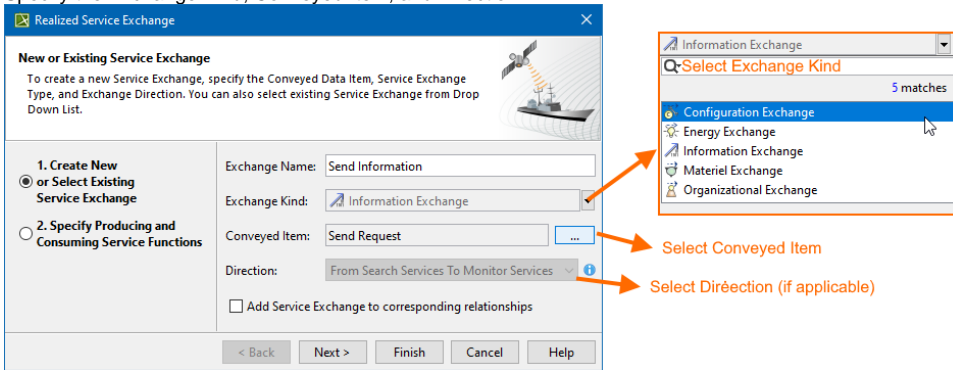 Realized Service Exchange
New or Existing Service Exchange
To create a new Service Exchange, specify the Conveyed Data Item, Service Exchange
Type, and Exchange Direction. You can also select existing Service Exchange from Drop
Down List.
1. Create New
or Select Existing
Service Exchange
2. Specify Producing and
Consuming Service Functions
Exchange Name: Send Information
Exchange Kind: Information Exchange
Conveyed Item: Send Request ...
Direction: From Search Services To Monitor Services
Add Service Exchange to corresponding relationships
< Back Next > Finish Cancel Help
Information Exchange
Select Exchange Kind
5 matches
Configuration Exchange
Energy Exchange
Information Exchange
Materiel Exchange
Organizational Exchange
Select Conveyed Item
Select Diréection (if applicable)